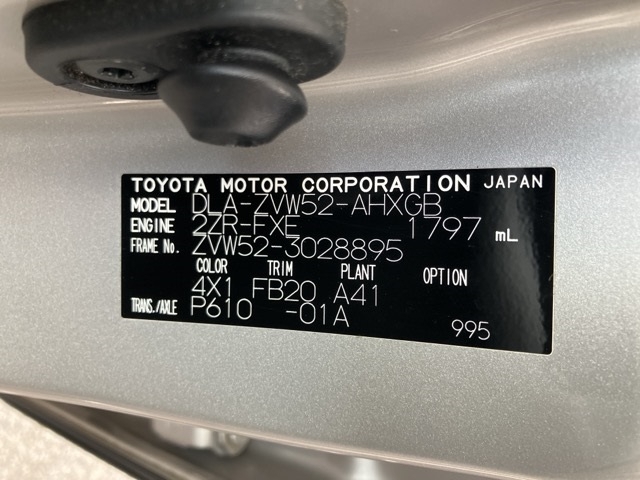 TOYOTA MOTOR CORPORATION JAPAN
MODEL DLA-ZVW52-AHXGB
ENGINE 2ZR-FXE 1797 mL
FRAME No. ZVW52-3028895
COLOR TRIM PLANT OPTION
4X1 FB20 A41
TRANS./AXLE P610 -01A
995